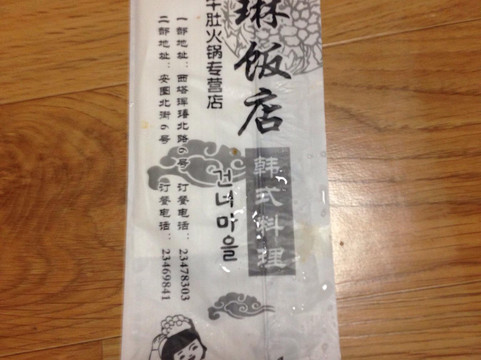 琳饭店
韩式料理
건너마을
牛肚火锅专营店
一部地址：西塔珲春北路6号 订餐电话：23478303
二部地址：安图北街6号 订餐电话：23469841